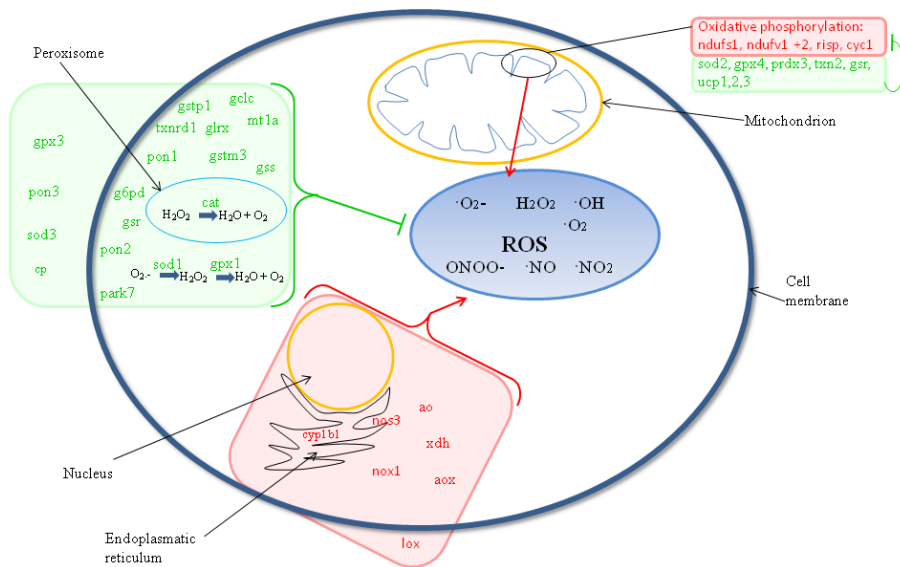 Oxidative phosphorylation:
ndufs1, ndufv1 +2, risp, cyc1
sod2, gpx4, prdx3, txn2, gsr,
ucp1,2,3
Peroxisome
Mitochondrion
gstp1
gclc
txnrd1
glrx
mt1a
gpx3
pon1
gstm3
gss
pon3
g6pd
cat
H₂O₂
H₂O + O₂
gsr
sod3
pon2
cp
sod1
gpx1
O₂.-
H₂O₂
H₂O + O₂
park7
·O₂-
H₂O₂
·OH
·O₂
ROS
ONOO-
·NO
·NO₂
Cell
membrane
ao
nos3
cyp1b1
xdh
nox1
aox
lox
Nucleus
Endoplasmatic
reticulum